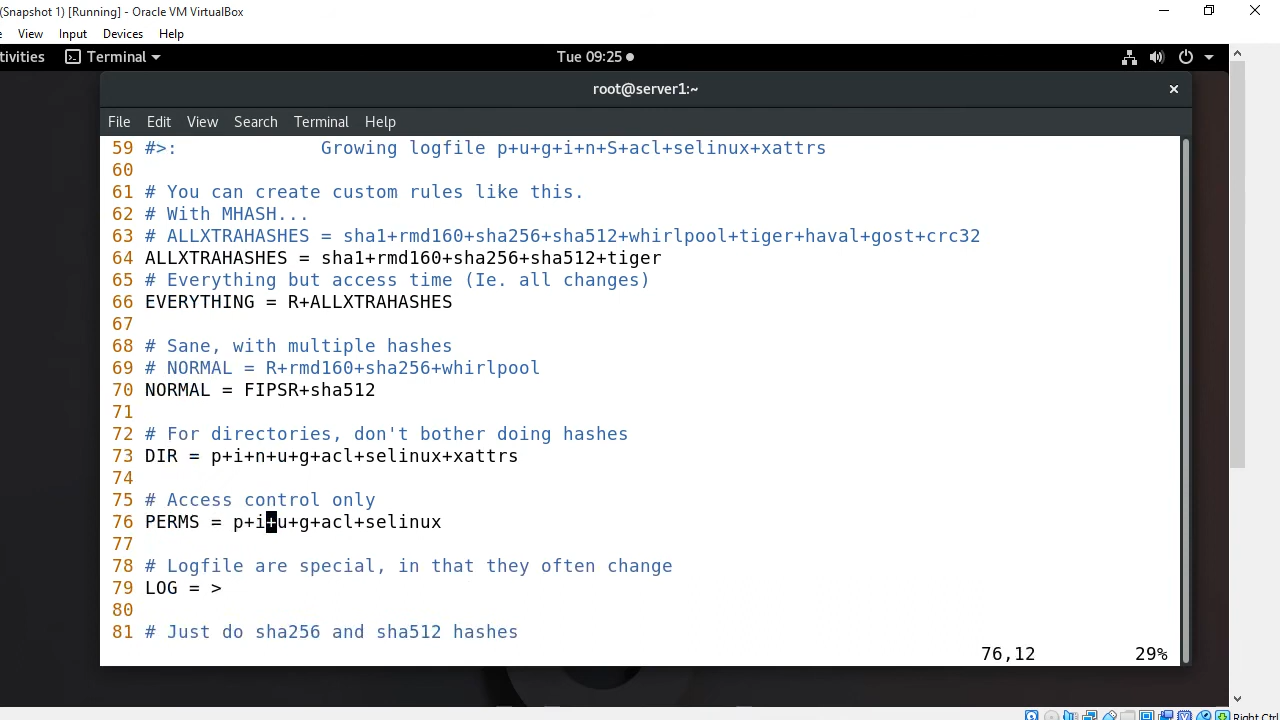 (Snapshot 1) [Running] - Oracle VM VirtualBox
e View Input Devices Help
tivities Terminal Tue 09:25
root@server1:~
File Edit View Search Terminal Help
59 #>: Growing logfile p+u+g+i+n+S+acl+selinux+xattrs
60
61 # You can create custom rules like this.
62 # With MHASH...
63 # ALLXTRAHASHES = sha1+rmd160+sha256+sha512+whirlpool+tiger+haval+gost+crc32
64 ALLXTRAHASHES = sha1+rmd160+sha256+sha512+tiger
65 # Everything but access time (Ie. all changes)
66 EVERYTHING = R+ALLXTRAHASHES
67
68 # Sane, with multiple hashes
69 # NORMAL = R+rmd160+sha256+whirlpool
70 NORMAL = FIPSR+sha512
71
72 # For directories, don't bother doing hashes
73 DIR = p+i+n+u+g+acl+selinux+xattrs
74
75 # Access control only
76 PERMS = p+i+u+g+acl+selinux
77
78 # Logfile are special, in that they often change
79 LOG = >
80
81 # Just do sha256 and sha512 hashes
76,12 29%
Right Ctrl